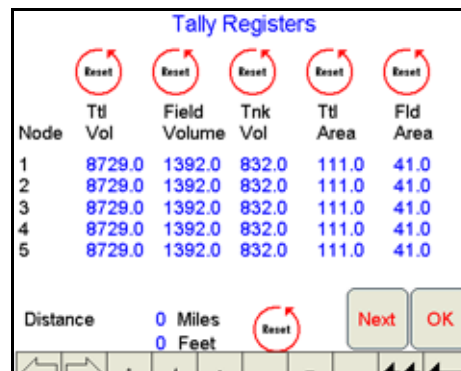 Tally Registers
Reset Reset Reset Reset Reset
Ttl Field Tnk Ttl Fld
Node Vol Volume Vol Area Area
1 8729.0 1392.0 832.0 111.0 41.0
2 8729.0 1392.0 832.0 111.0 41.0
3 8729.0 1392.0 832.0 111.0 41.0
4 8729.0 1392.0 832.0 111.0 41.0
5 8729.0 1392.0 832.0 111.0 41.0
Distance 0 Miles Reset Next OK
0 Feet